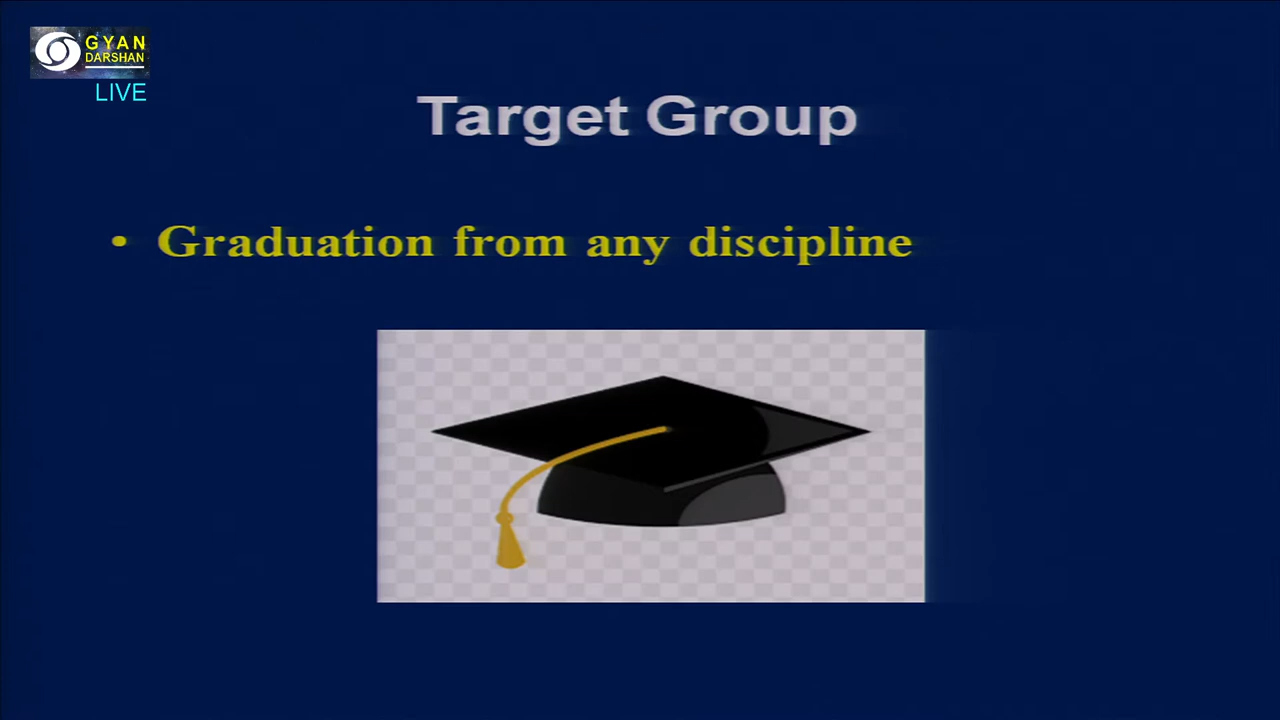 GYAN
DARSHAN
LIVE
Target Group
• Graduation from any discipline